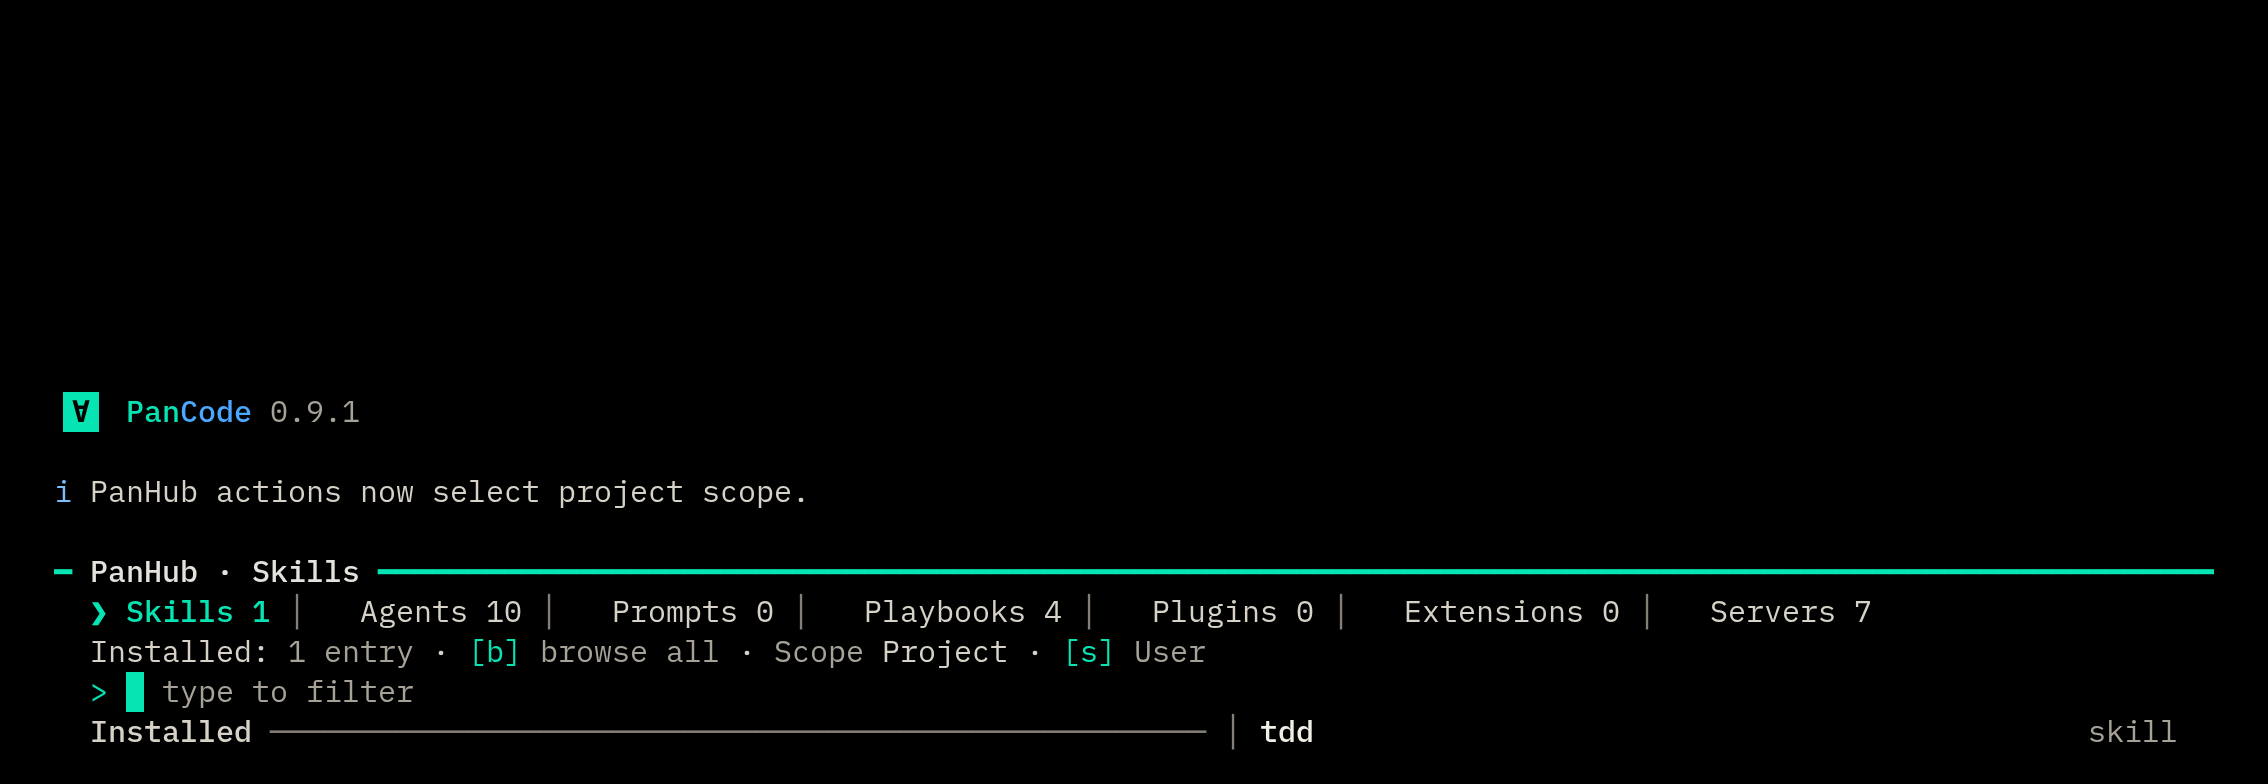 ∀ PanCode 0.9.1
i PanHub actions now select project scope.
PanHub · Skills
❯ Skills 1 │ Agents 10 │ Prompts 0 │ Playbooks 4 │ Plugins 0 │ Extensions 0 │ Servers 7
Installed: 1 entry · [b] browse all · Scope Project · [s] User
> type to filter
Installed ─ │ tdd skill